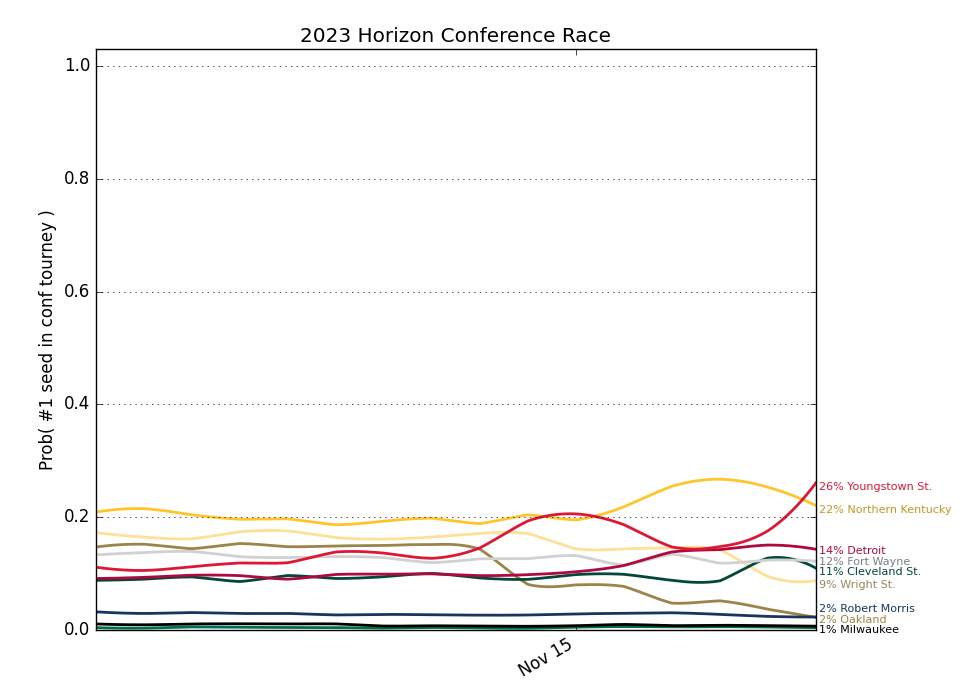 2023 Horizon Conference Race
Prob( #1 seed in conf tourney )
1.0
0.8
0.6
0.4
0.2
0.0
Nov 15
26% Youngstown St.
22% Northern Kentucky
14% Detroit
12% Fort Wayne
11% Cleveland St.
9% Wright St.
2% Robert Morris
2% Oakland
1% Milwaukee